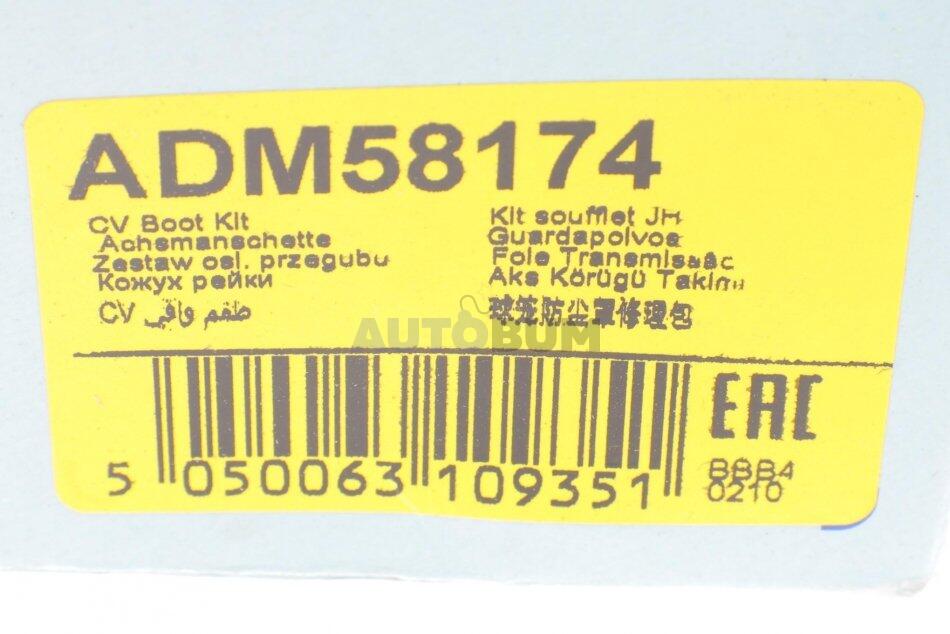 ADM58174
CV Boot Kit
Achsmanschette
Zestaw osł. przegubu
Кожух рейки
CV طقم واقي
Kit soufflet JH
Guardapolvos
Fole Transmissão
Aks Körügü Takimi
球笼防尘罩修理包
AUTOBUM
EAC
5 050063 109351
BBB4
0210